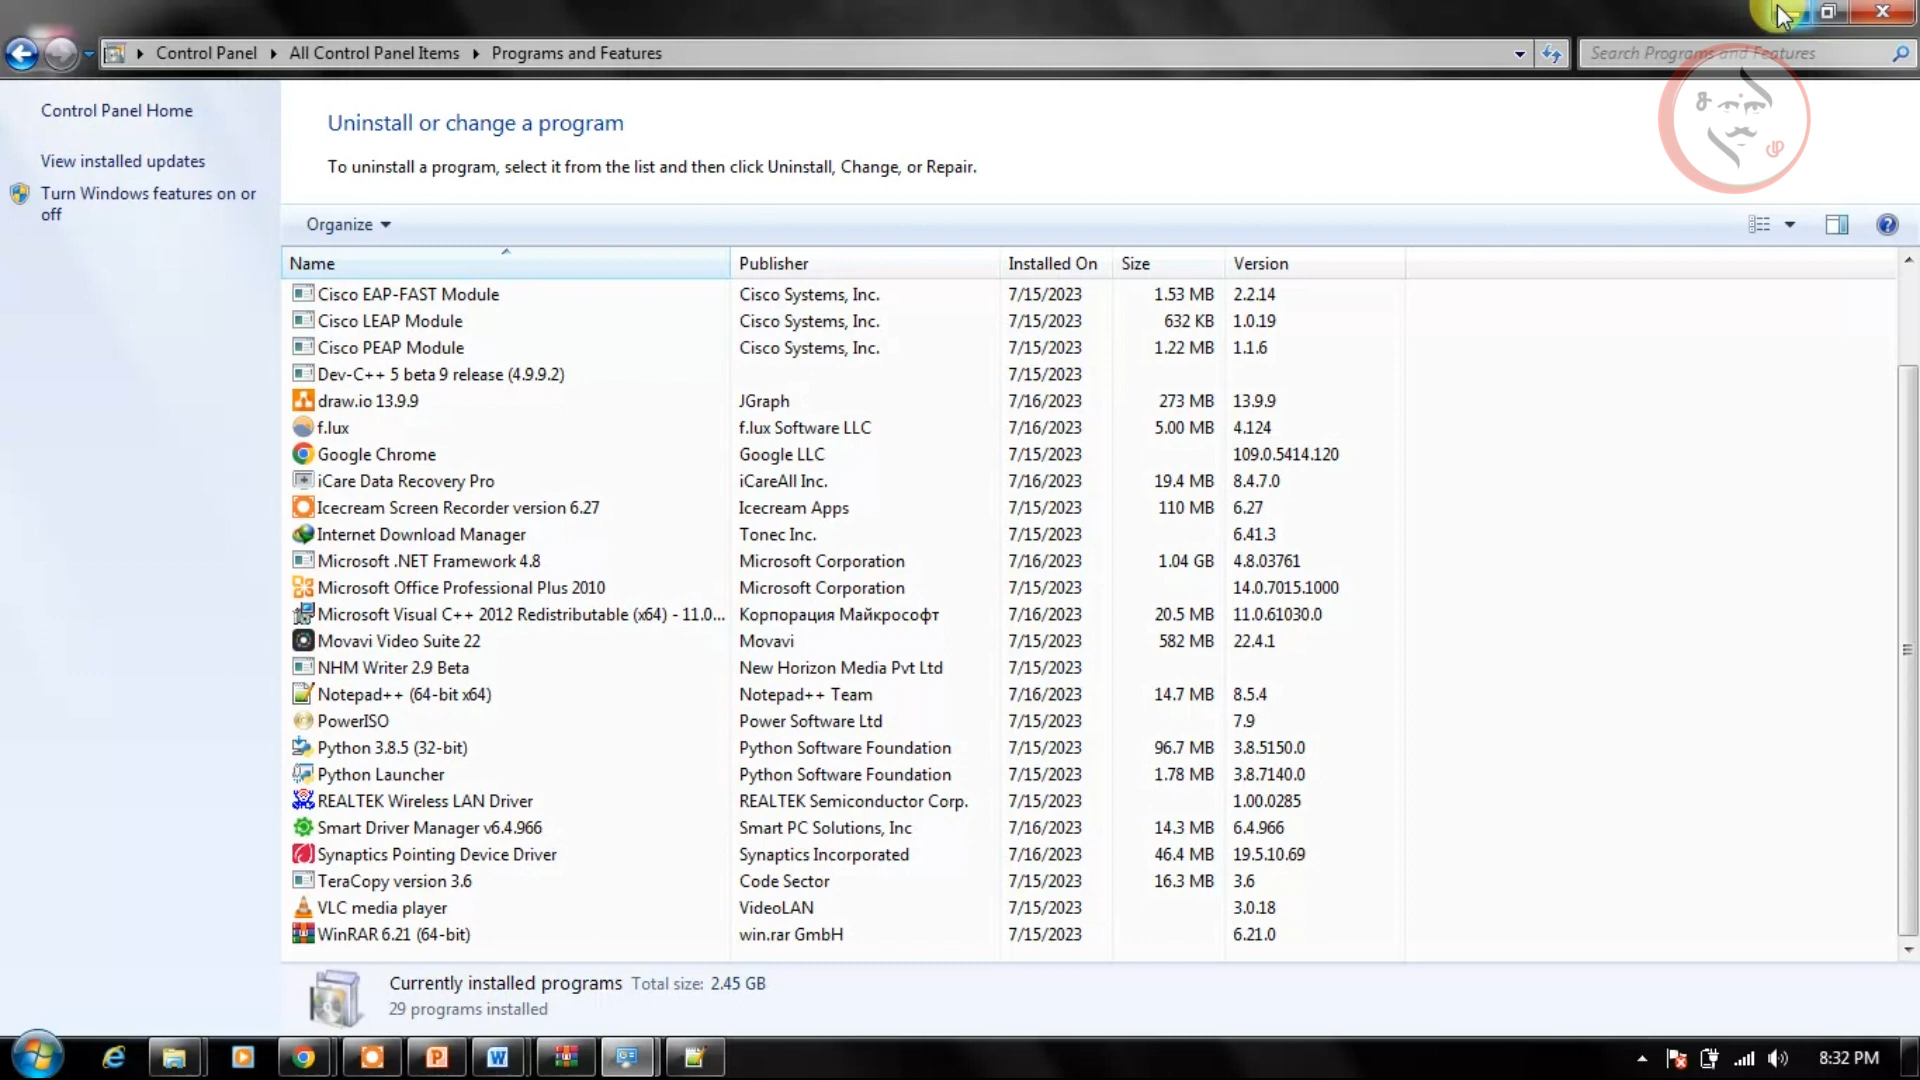 Control Panel All Control Panel Items Programs and Features Search Programs and Features
Control Panel Home
View installed updates
Turn Windows features on or
off
Uninstall or change a program
To uninstall a program, select it from the list and then click Uninstall, Change, or Repair.
Organize
Name Publisher Installed On Size Version
Cisco EAP-FAST Module Cisco Systems, Inc. 7/15/2023 1.53 MB 2.2.14
Cisco LEAP Module Cisco Systems, Inc. 7/15/2023 632 KB 1.0.19
Cisco PEAP Module Cisco Systems, Inc. 7/15/2023 1.22 MB 1.1.6
Dev-C++ 5 beta 9 release (4.9.9.2) 7/15/2023
draw.io 13.9.9 JGraph 7/16/2023 273 MB 13.9.9
f.lux f.lux Software LLC 7/16/2023 5.00 MB 4.124
Google Chrome Google LLC 7/15/2023 109.0.5414.120
iCare Data Recovery Pro iCareAll Inc. 7/16/2023 19.4 MB 8.4.7.0
Icecream Screen Recorder version 6.27 Icecream Apps 7/15/2023 110 MB 6.27
Internet Download Manager Tonec Inc. 7/15/2023 6.41.3
Microsoft .NET Framework 4.8 Microsoft Corporation 7/16/2023 1.04 GB 4.8.03761
Microsoft Office Professional Plus 2010 Microsoft Corporation 7/15/2023 14.0.7015.1000
Microsoft Visual C++ 2012 Redistributable (x64) - 11.0... Корпорация Майкрософт 7/16/2023 20.5 MB 11.0.61030.0
Movavi Video Suite 22 Movavi 7/15/2023 582 MB 22.4.1
NHM Writer 2.9 Beta New Horizon Media Pvt Ltd 7/15/2023
Notepad++ (64-bit x64) Notepad++ Team 7/16/2023 14.7 MB 8.5.4
PowerISO Power Software Ltd 7/15/2023 7.9
Python 3.8.5 (32-bit) Python Software Foundation 7/15/2023 96.7 MB 3.8.5150.0
Python Launcher Python Software Foundation 7/15/2023 1.78 MB 3.8.7140.0
REALTEK Wireless LAN Driver REALTEK Semiconductor Corp. 7/15/2023 1.00.0285
Smart Driver Manager v6.4.966 Smart PC Solutions, Inc 7/16/2023 14.3 MB 6.4.966
Synaptics Pointing Device Driver Synaptics Incorporated 7/16/2023 46.4 MB 19.5.10.69
TeraCopy version 3.6 Code Sector 7/15/2023 16.3 MB 3.6
VLC media player VideoLAN 7/15/2023 3.0.18
WinRAR 6.21 (64-bit) win.rar GmbH 7/15/2023 6.21.0
Currently installed programs Total size: 2.45 GB
29 programs installed
8:32 PM